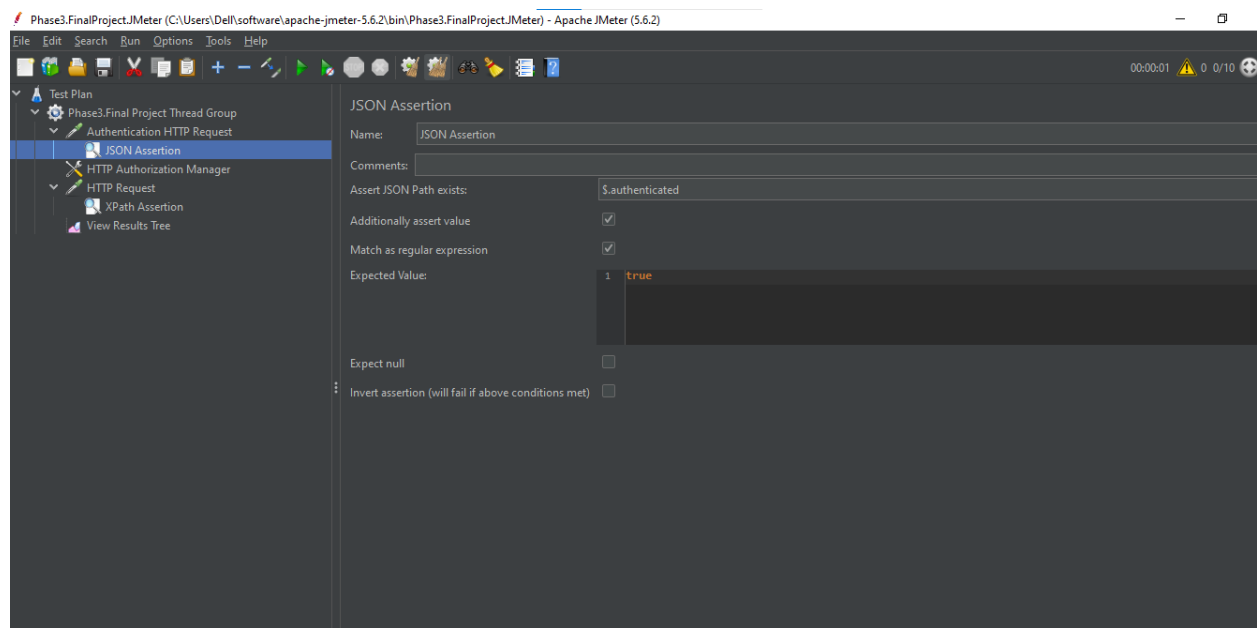 Phase3.FinalProject.JMeter (C:\Users\Dell\software\apache-jmeter-5.6.2\bin\Phase3.FinalProject.JMeter) - Apache JMeter (5.6.2)
File Edit Search Run Options Tools Help
00:00:01 0 0/10
Test Plan
Phase3.Final Project Thread Group
Authentication HTTP Request
JSON Assertion
HTTP Authorization Manager
HTTP Request
XPath Assertion
View Results Tree
JSON Assertion
Name: JSON Assertion
Comments:
Assert JSON Path exists: $.authenticated
Additionally assert value
Match as regular expression
Expected Value: 1 true
Expect null
Invert assertion (will fail if above conditions met)